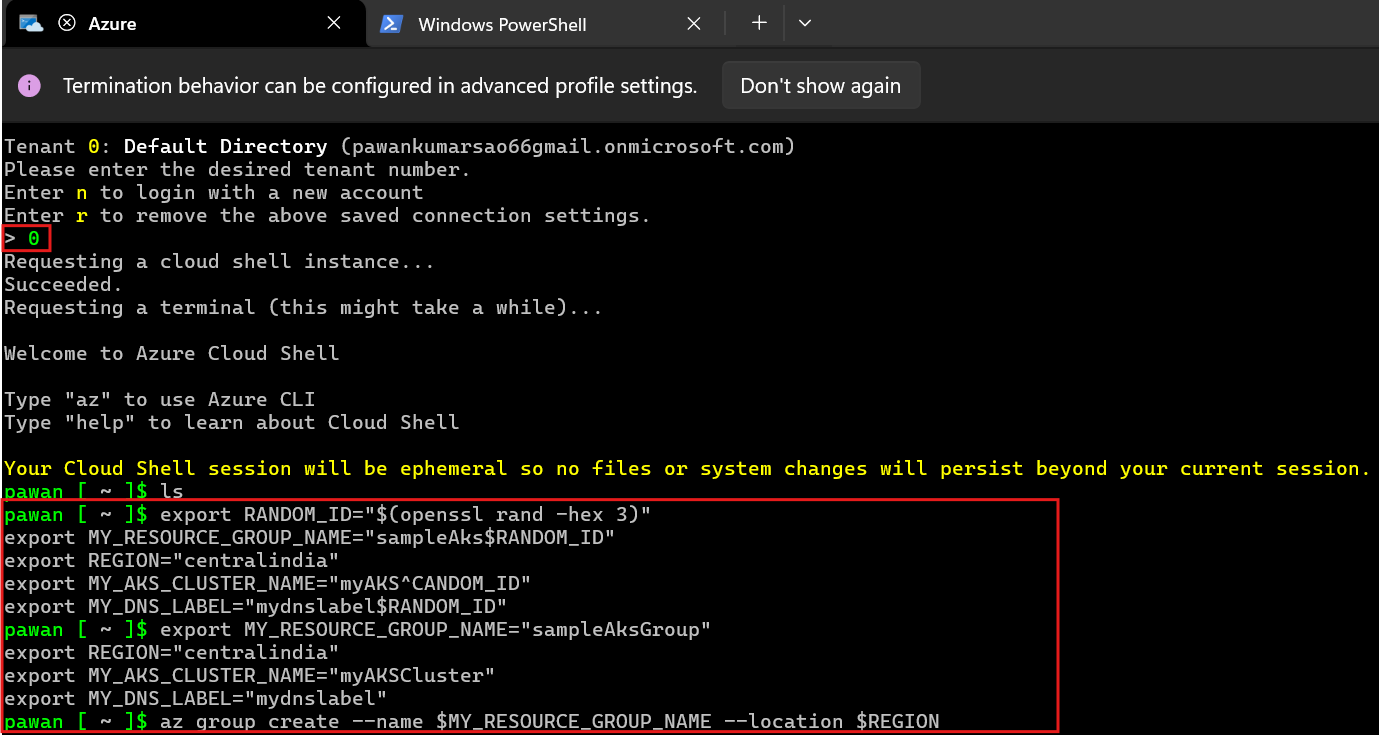 Azure
Windows PowerShell
Termination behavior can be configured in advanced profile settings.
Don't show again
Tenant 0: Default Directory (pawankumarsao66gmail.onmicrosoft.com)
Please enter the desired tenant number.
Enter n to login with a new account
Enter r to remove the above saved connection settings.
> 0
Requesting a cloud shell instance...
Succeeded.
Requesting a terminal (this might take a while)...
Welcome to Azure Cloud Shell
Type "az" to use Azure CLI
Type "help" to learn about Cloud Shell
Your Cloud Shell session will be ephemeral so no files or system changes will persist beyond your current session.
pawan [ ~ ]$ ls
pawan [ ~ ]$ export RANDOM_ID="$(openssl rand -hex 3)"
export MY_RESOURCE_GROUP_NAME="sampleAks$RANDOM_ID"
export REGION="centralindia"
export MY_AKS_CLUSTER_NAME="myAKS^CANDOM_ID"
export MY_DNS_LABEL="mydnslabel$RANDOM_ID"
pawan [ ~ ]$ export MY_RESOURCE_GROUP_NAME="sampleAksGroup"
export REGION="centralindia"
export MY_AKS_CLUSTER_NAME="myAKSCluster"
export MY_DNS_LABEL="mydnslabel"
pawan [ ~ ]$ az group create --name $MY_RESOURCE_GROUP_NAME --location $REGION